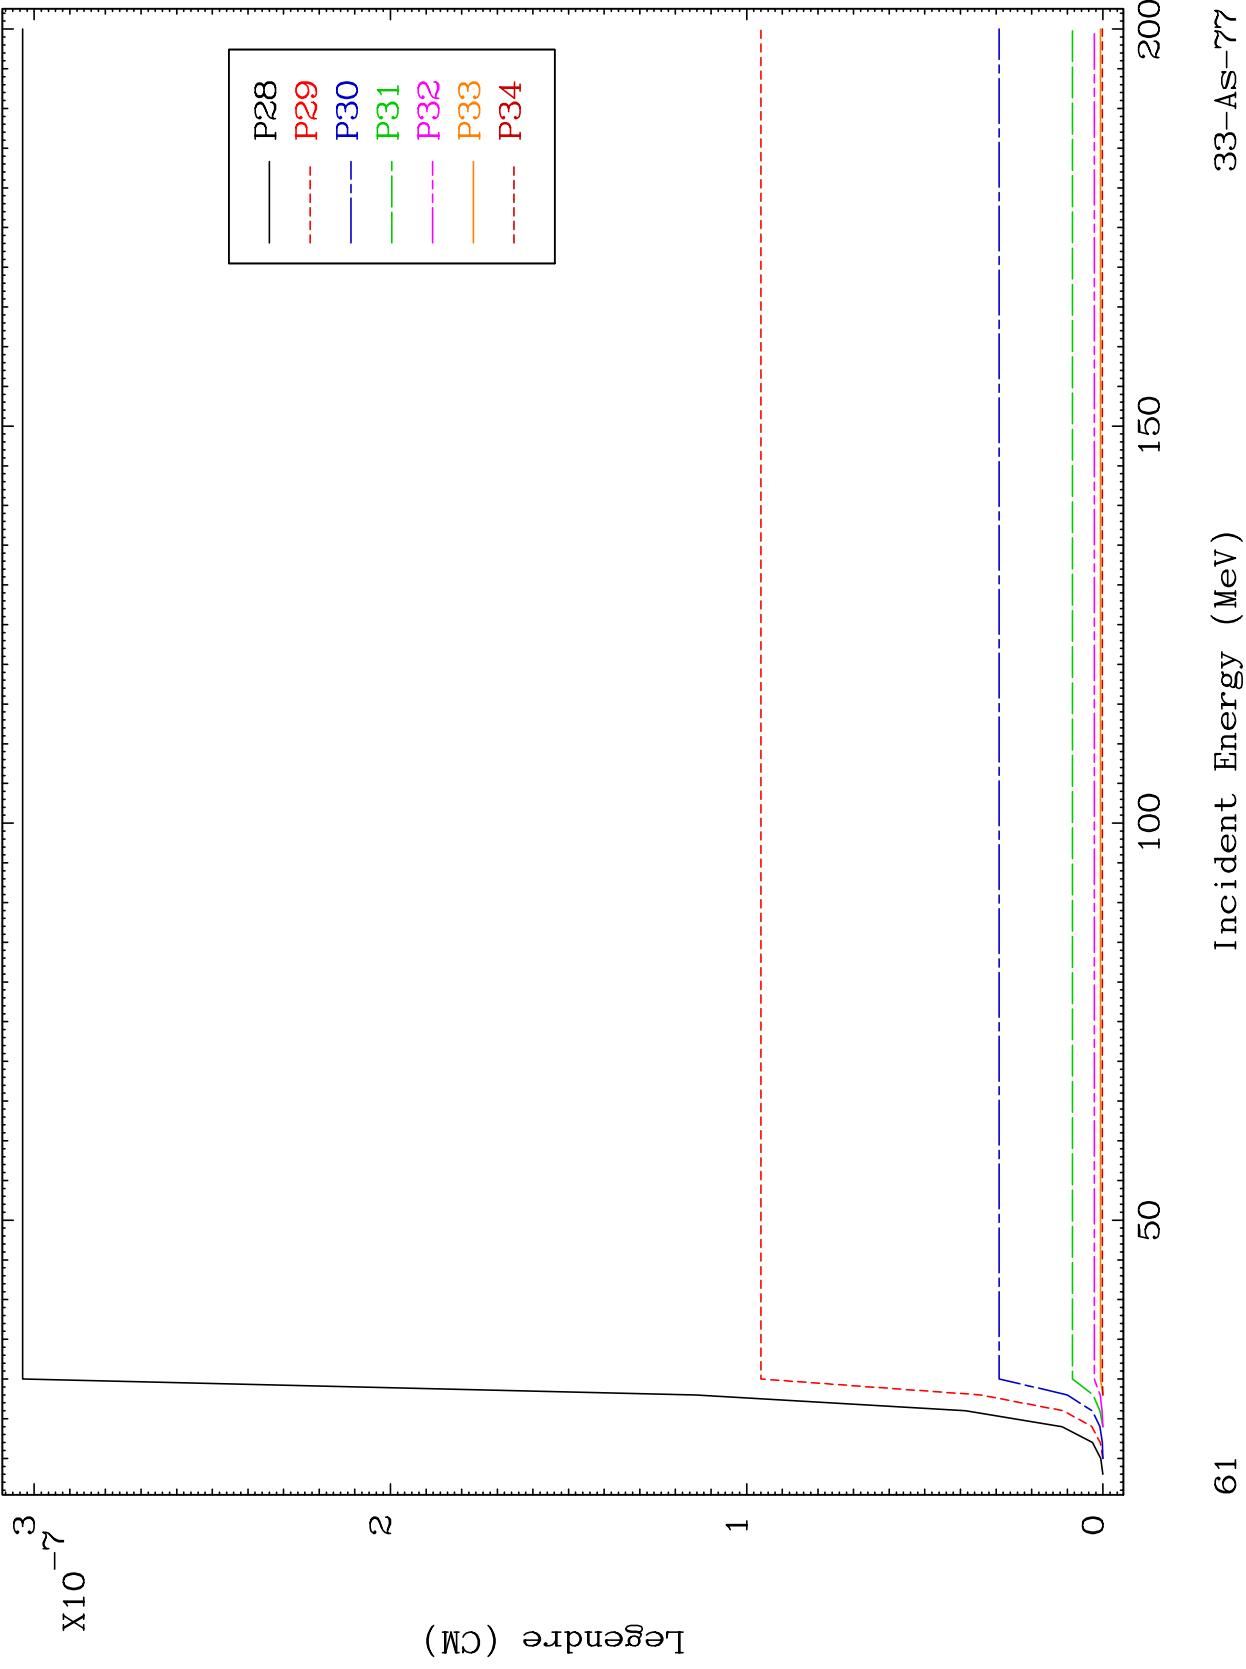 3
2
1
0
X10-7
Legendre (CM)
P28
P29
P30
P31
P32
P33
P34
50
100
150
200
Incident Energy (MeV)
61
33-As-77